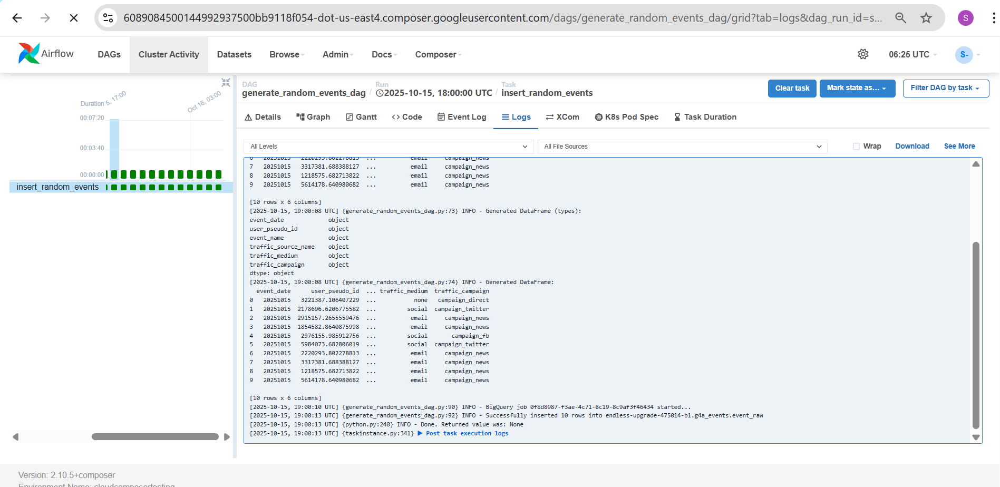 6089084500144992937500bb9118f054-dot-us-east4.composer.googleusercontent.com/dags/generate_random_events_dag/grid?tab=logs&dag_run_id=s...
S
Airflow
DAGs
Cluster Activity
Datasets
Browse
Admin
Docs
Composer
06:25 UTC
S-
Duration
5, 17:00
Oct 16, 03:00
00:07:20
00:03:40
00:00:00
insert_random_events
DAG
generate_random_events_dag
/
Run
2025-10-15, 18:00:00 UTC
/
Task
insert_random_events
Clear task
Mark state as...
Filter DAG by task
Details
Graph
Gantt
Code
Event Log
Logs
XCom
K8s Pod Spec
Task Duration
All Levels
All File Sources
Wrap
Download
See More
6 20251015 2220293.802278813 ... email campaign_news
7 20251015 3317381.688388127 ... email campaign_news
8 20251015 1218575.682713822 ... email campaign_news
9 20251015 5614178.640980682 ... email campaign_news
[10 rows x 6 columns]
[2025-10-15, 19:00:08 UTC] {generate_random_events_dag.py:73} INFO - Generated DataFrame (types):
event_date object
user_pseudo_id object
event_name object
traffic_source_name object
traffic_medium object
traffic_campaign object
dtype: object
[2025-10-15, 19:00:08 UTC] {generate_random_events_dag.py:74} INFO - Generated DataFrame:
event_date user_pseudo_id ... traffic_medium traffic_campaign
0 20251015 3221387.106407229 ... none campaign_direct
1 20251015 2178696.6206775582 ... social campaign_twitter
2 20251015 2915157.2655559476 ... email campaign_news
3 20251015 1854582.8640875998 ... email campaign_news
4 20251015 2976155.985912756 ... social campaign_fb
5 20251015 5984073.682806019 ... social campaign_twitter
6 20251015 2220293.802278813 ... email campaign_news
7 20251015 3317381.688388127 ... email campaign_news
8 20251015 1218575.682713822 ... email campaign_news
9 20251015 5614178.640980682 ... email campaign_news
[10 rows x 6 columns]
[2025-10-15, 19:00:10 UTC] {generate_random_events_dag.py:90} INFO - BigQuery job 0f8d8987-f3ae-4c71-8c19-8c9af3f46434 started...
[2025-10-15, 19:00:13 UTC] {generate_random_events_dag.py:92} INFO - Successfully inserted 10 rows into endless-upgrade-475014-b1.g4a_events.event_raw
[2025-10-15, 19:00:13 UTC] {python.py:240} INFO - Done. Returned value was: None
[2025-10-15, 19:00:13 UTC] {taskinstance.py:341} ▶ Post task execution logs
Version: 2.10.5+composer
Environment Name: cloudcomposertesting